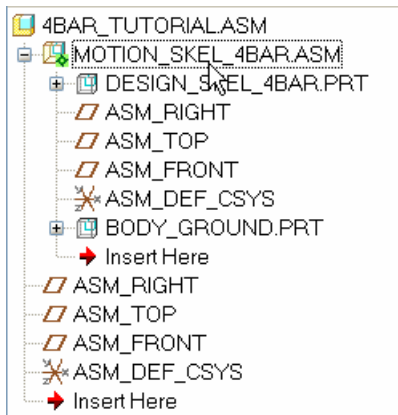 4BAR_TUTORIAL.ASM
MOTION_SKEL_4BAR.ASM
DESIGN_SKEL_4BAR.PRT
ASM_RIGHT
ASM_TOP
ASM_FRONT
ASM_DEF_CSYS
BODY_GROUND.PRT
Insert Here
ASM_RIGHT
ASM_TOP
ASM_FRONT
ASM_DEF_CSYS
Insert Here